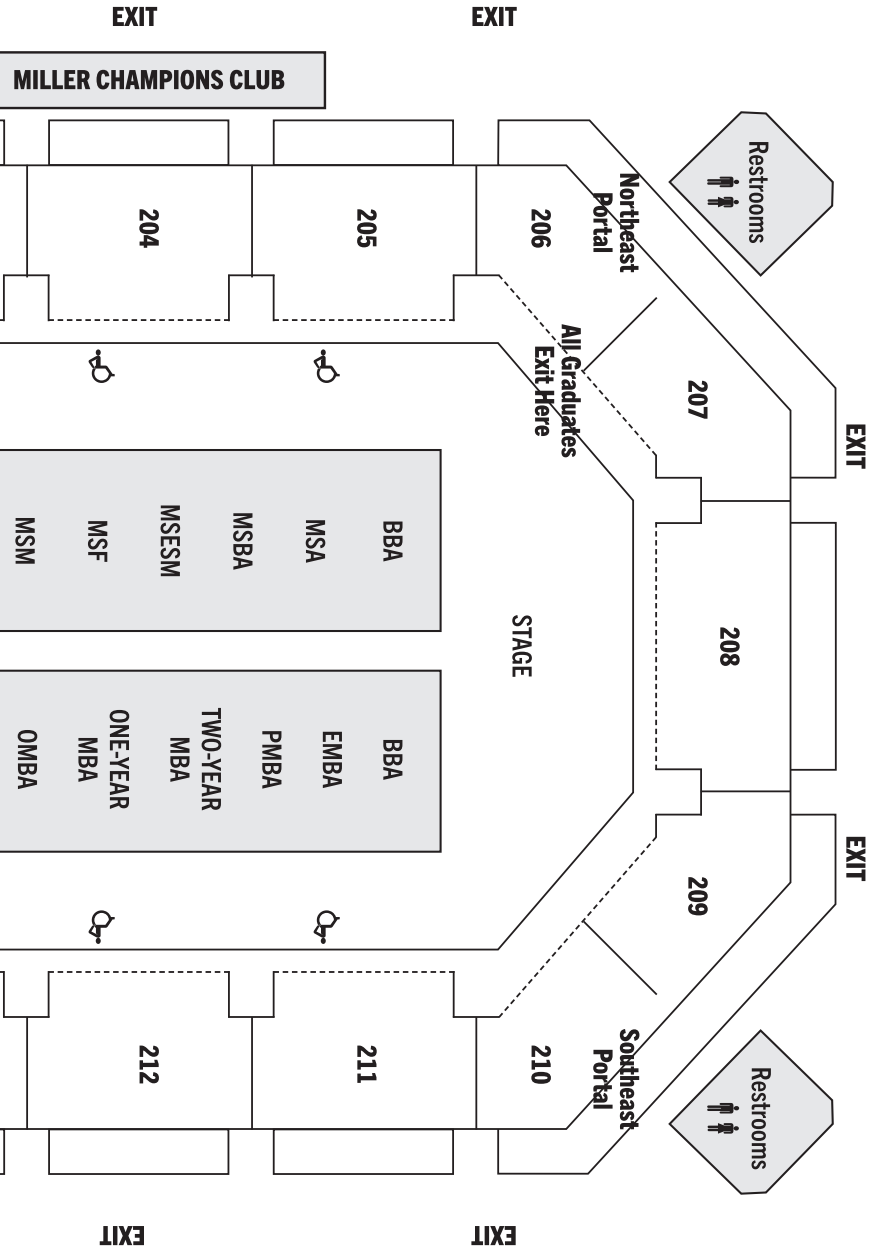 EXIT
EXIT
MILLER CHAMPIONS CLUB
Restrooms
Northeast
Portal
204
205
206
All Graduates
Exit Here
207
EXIT
MSM
MSF
MSESM
MSBA
MSA
BBA
STAGE
208
OMBA
ONE-YEAR
MBA
TWO-YEAR
MBA
PMBA
EMBA
BBA
EXIT
209
212
211
210
Southeast
Portal
Restrooms
EXIT
EXIT